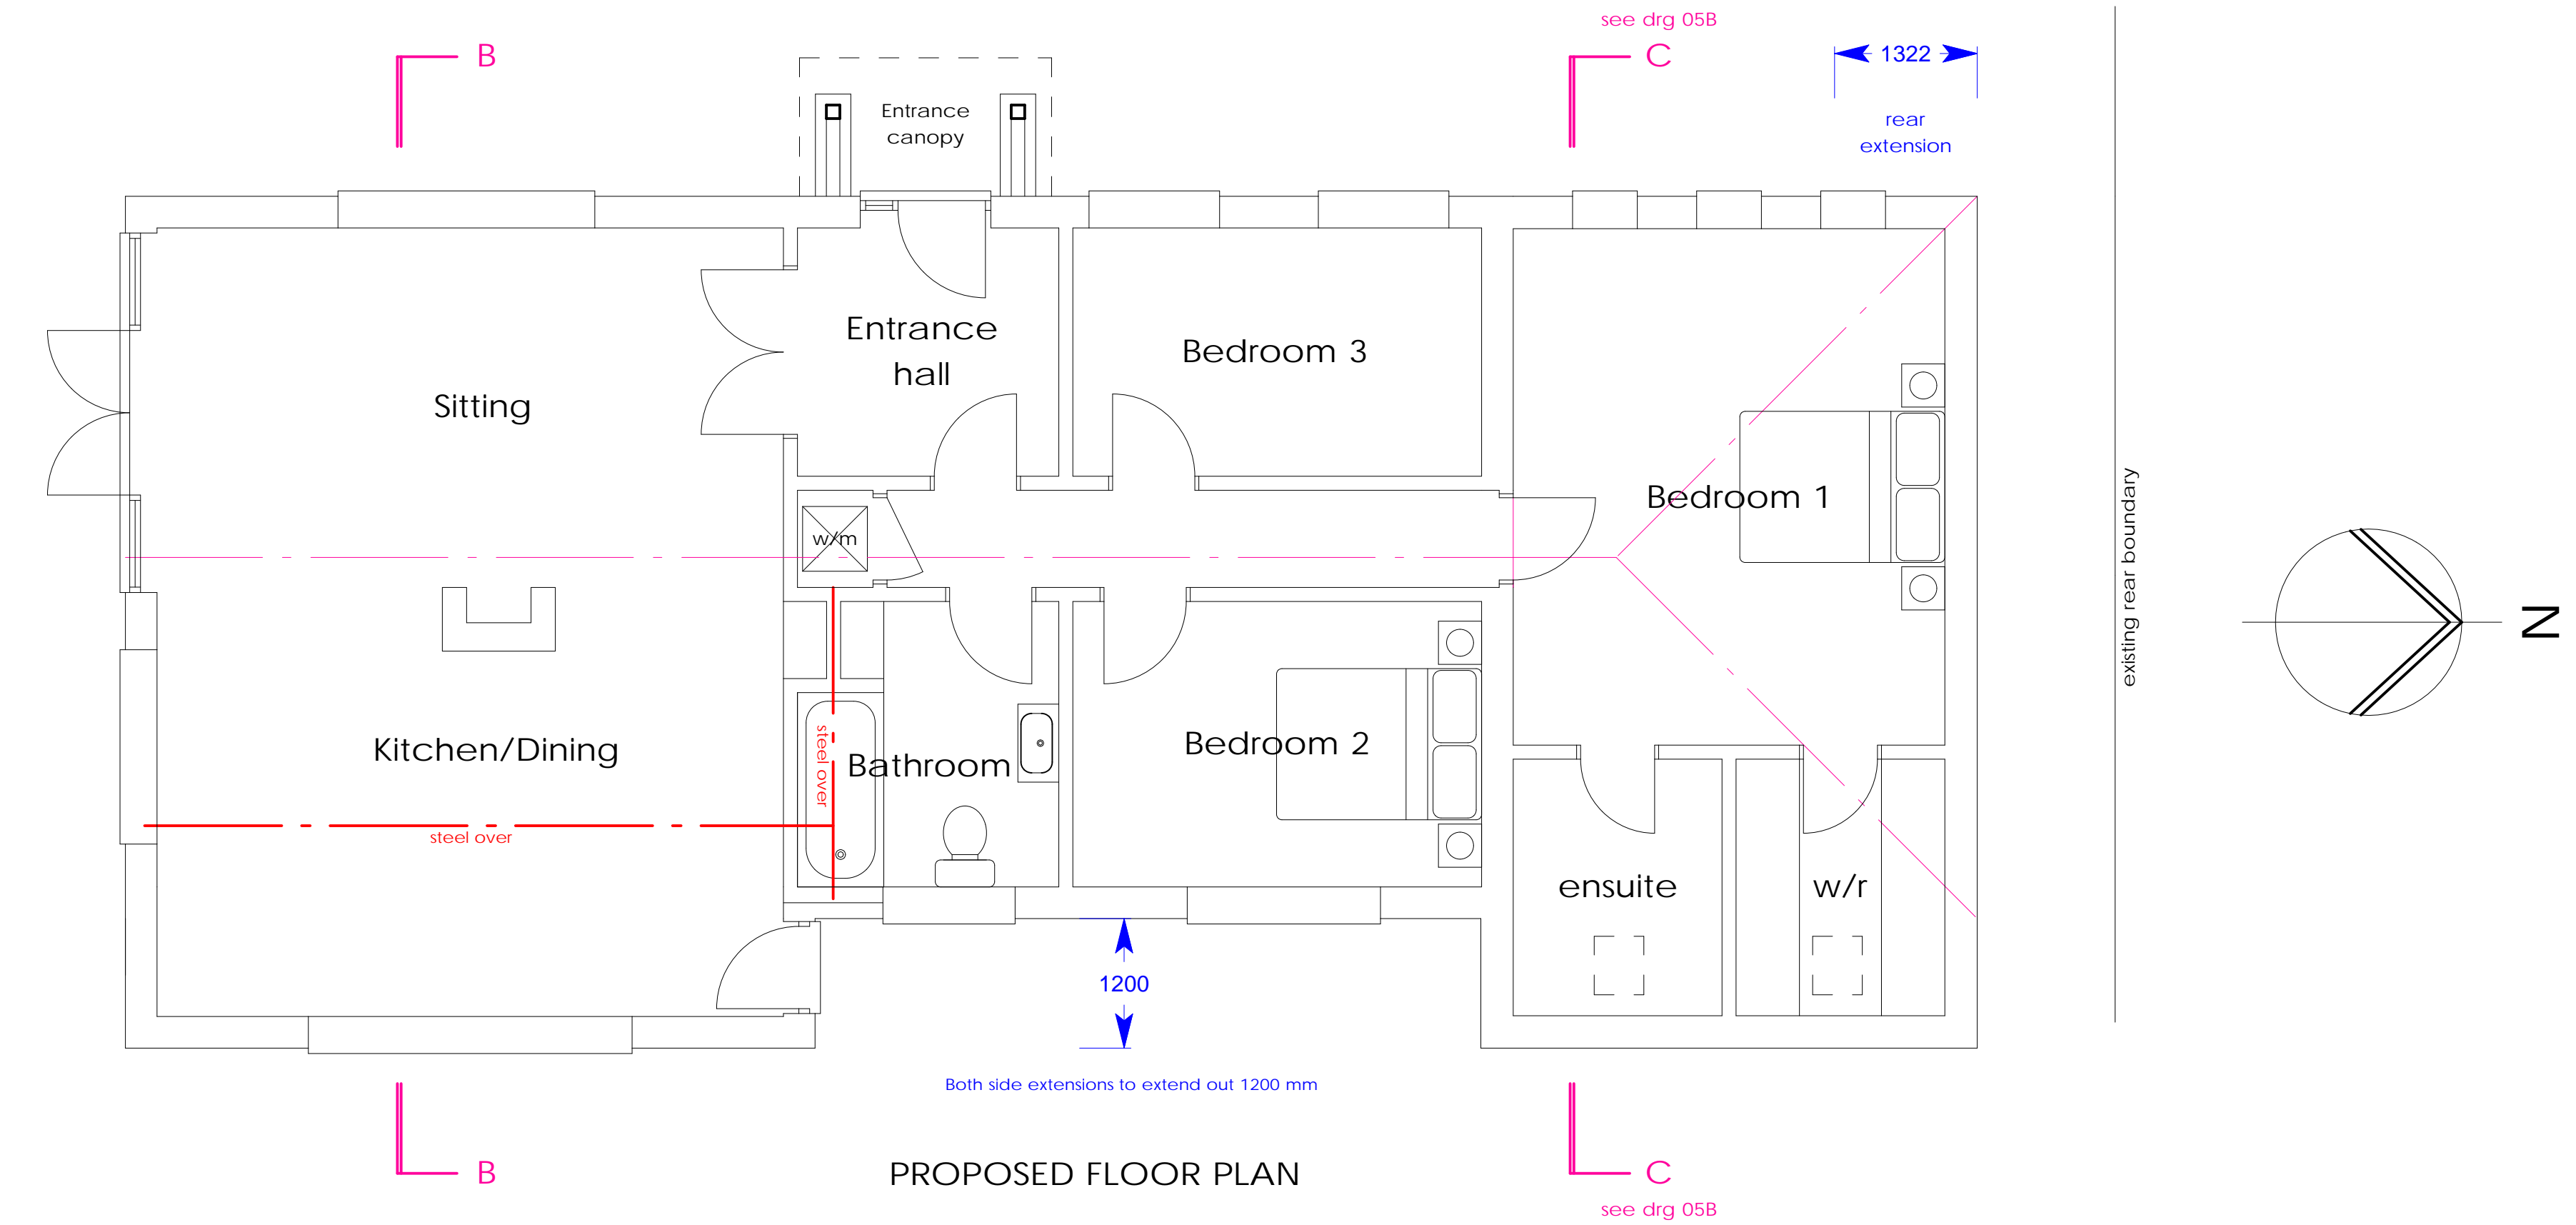 see drg 05B
B
C
1322
Entrance
canopy
rear
extension
Entrance
hall
Bedroom 3
Sitting
Bedroom 1
existing rear boundary
w/m
N
Kitchen/Dining
steel over
Bathroom
Bedroom 2
steel over
ensuite
w/r
1200
Both side extensions to extend out 1200 mm
B
PROPOSED FLOOR PLAN
C
see drg 05B